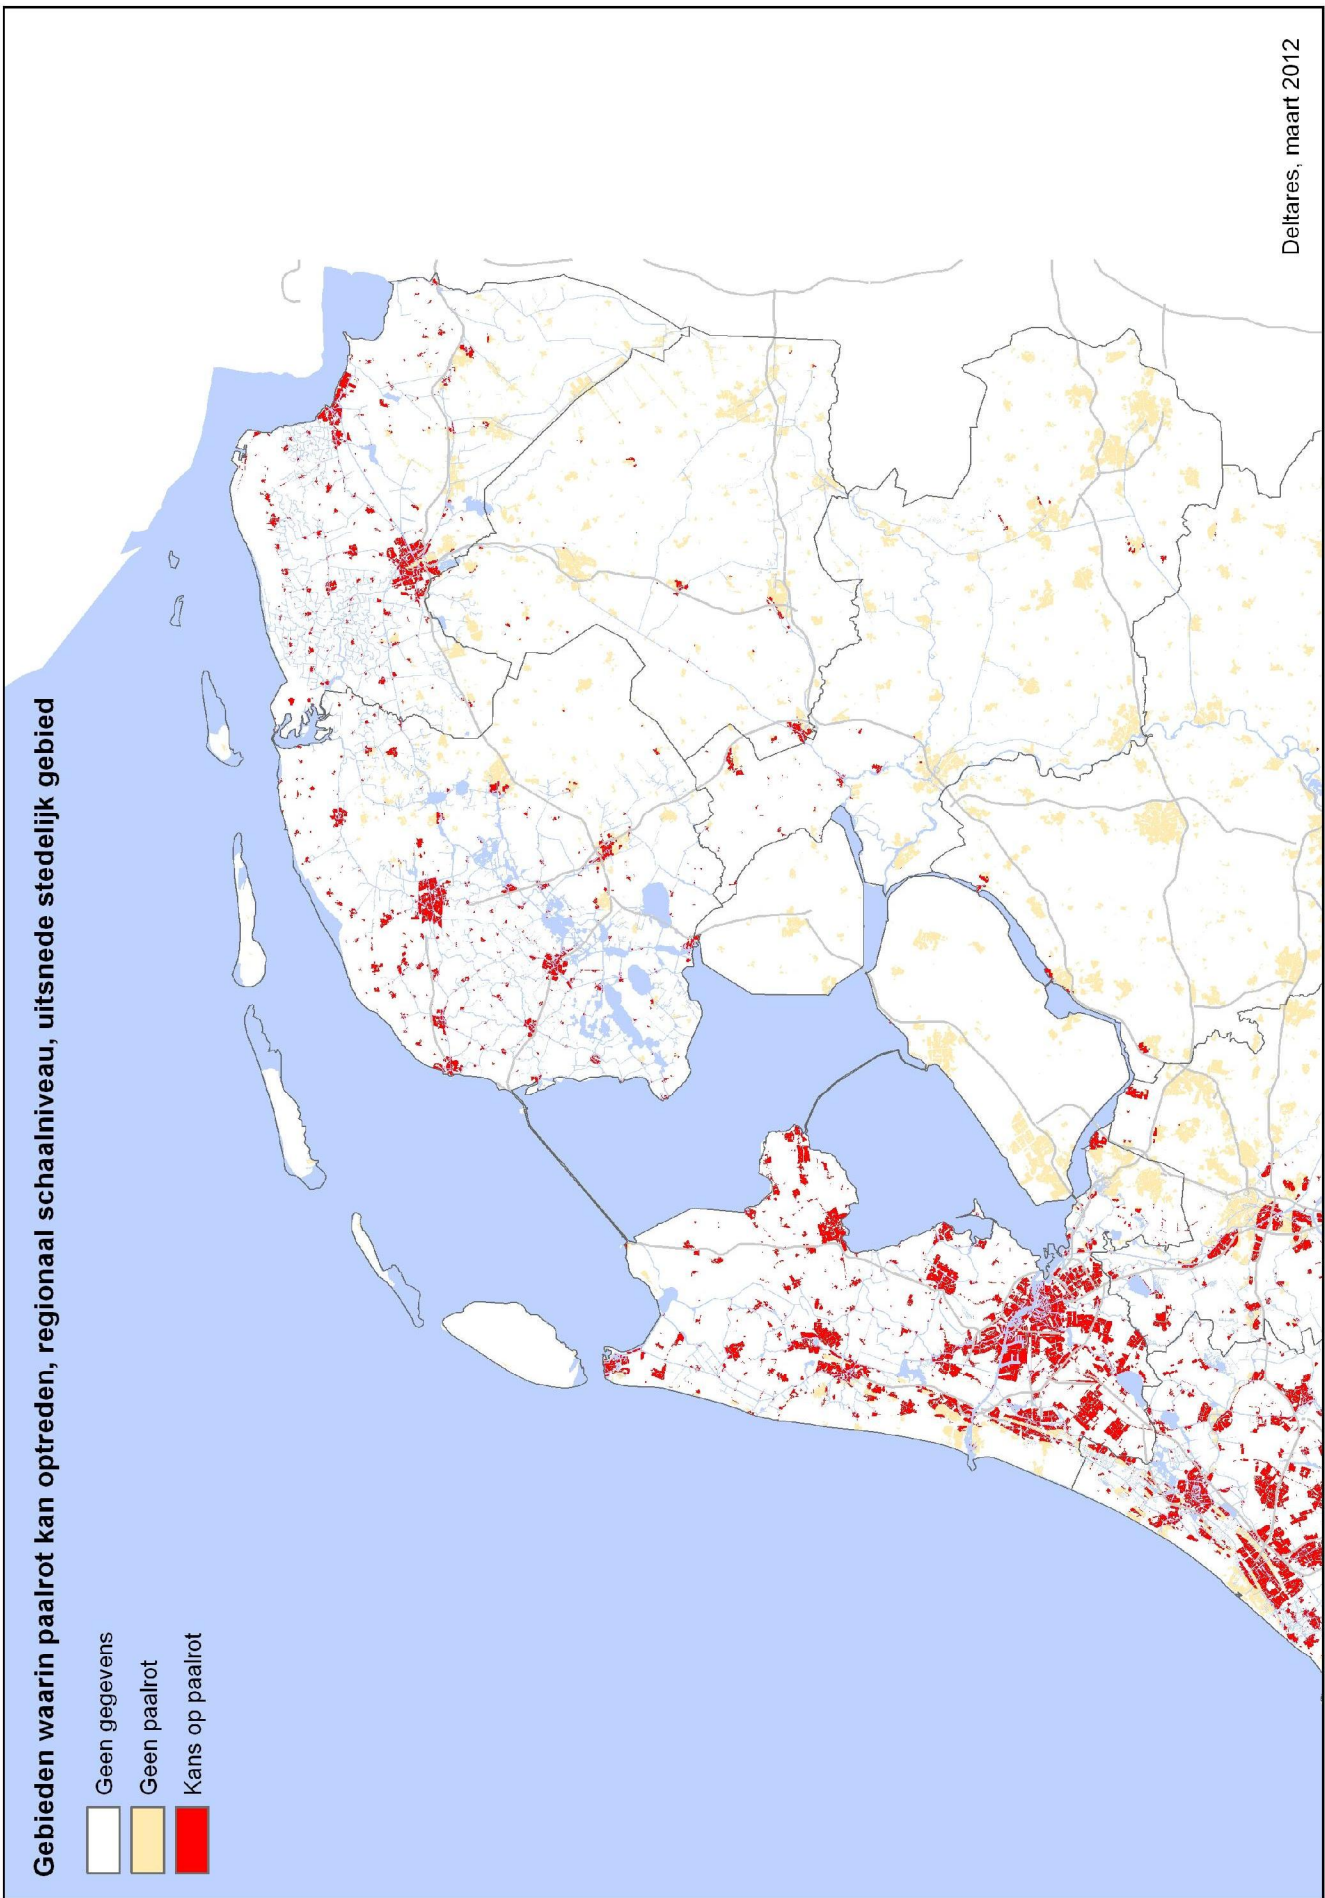 Gebieden waarin paalrot kan optreden, regionaal schaalniveau, uitsnede stedelijk gebied
Geen gegevens
Geen paalrot
Kans op paalrot
Deltares, maart 2012